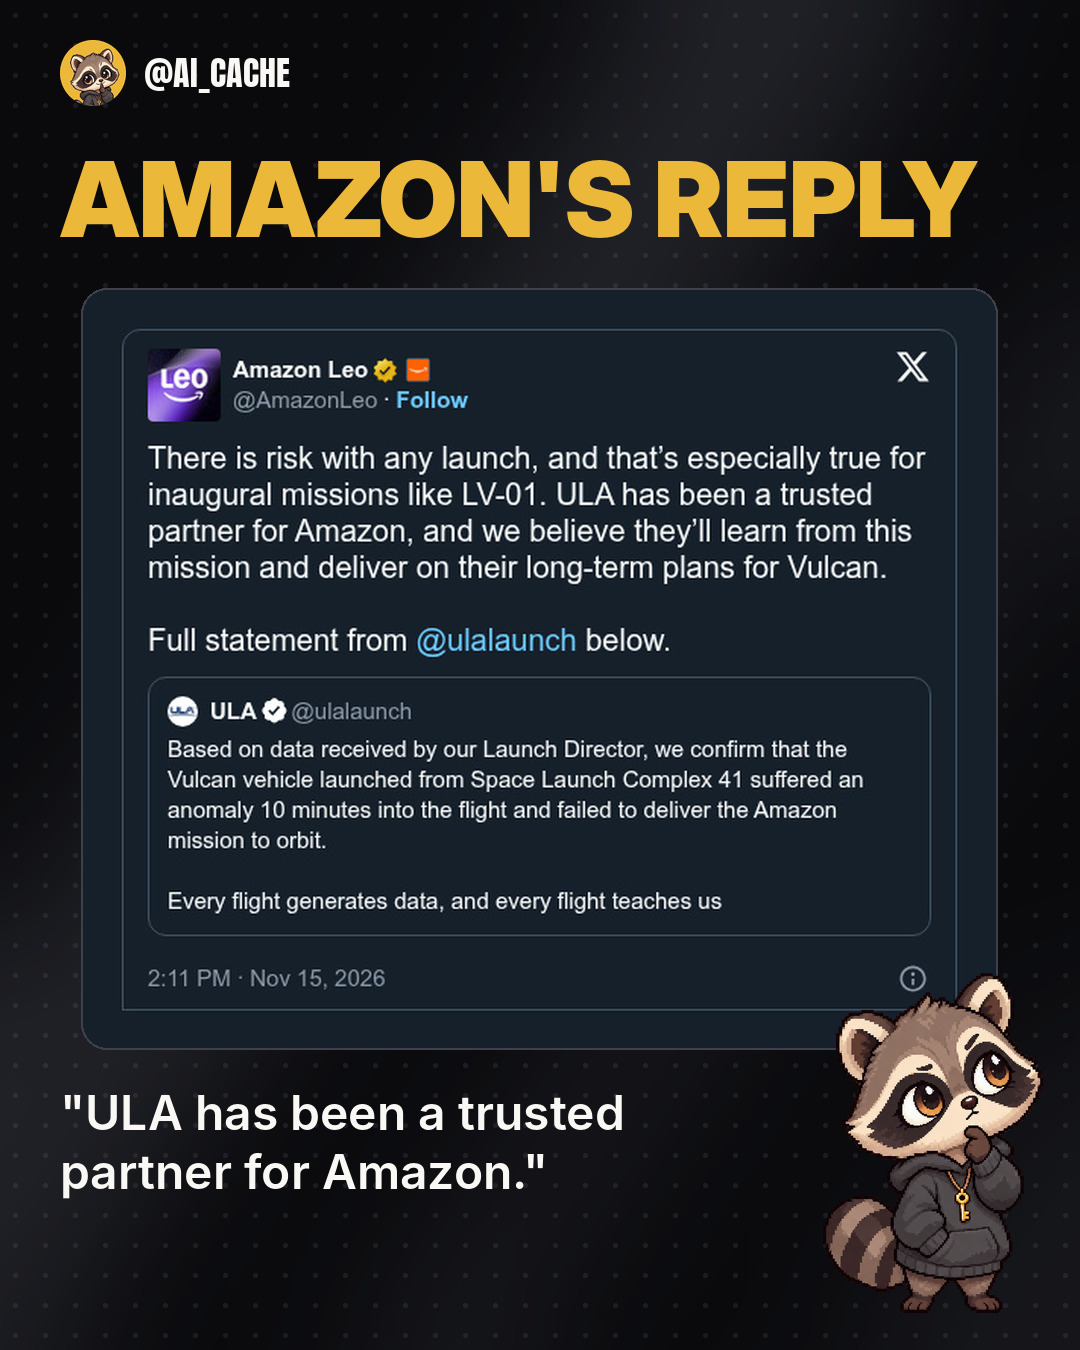 @AI_CACHE
AMAZON'S REPLY
Leo
Amazon Leo
@AmazonLeo · Follow
There is risk with any launch, and that’s especially true for
inaugural missions like LV-01. ULA has been a trusted
partner for Amazon, and we believe they’ll learn from this
mission and deliver on their long-term plans for Vulcan.
Full statement from @ulalaunch below.
ULA
ULA @ulalaunch
Based on data received by our Launch Director, we confirm that the
Vulcan vehicle launched from Space Launch Complex 41 suffered an
anomaly 10 minutes into the flight and failed to deliver the Amazon
mission to orbit.
Every flight generates data, and every flight teaches us
2:11 PM · Nov 15, 2026
"ULA has been a trusted
partner for Amazon."